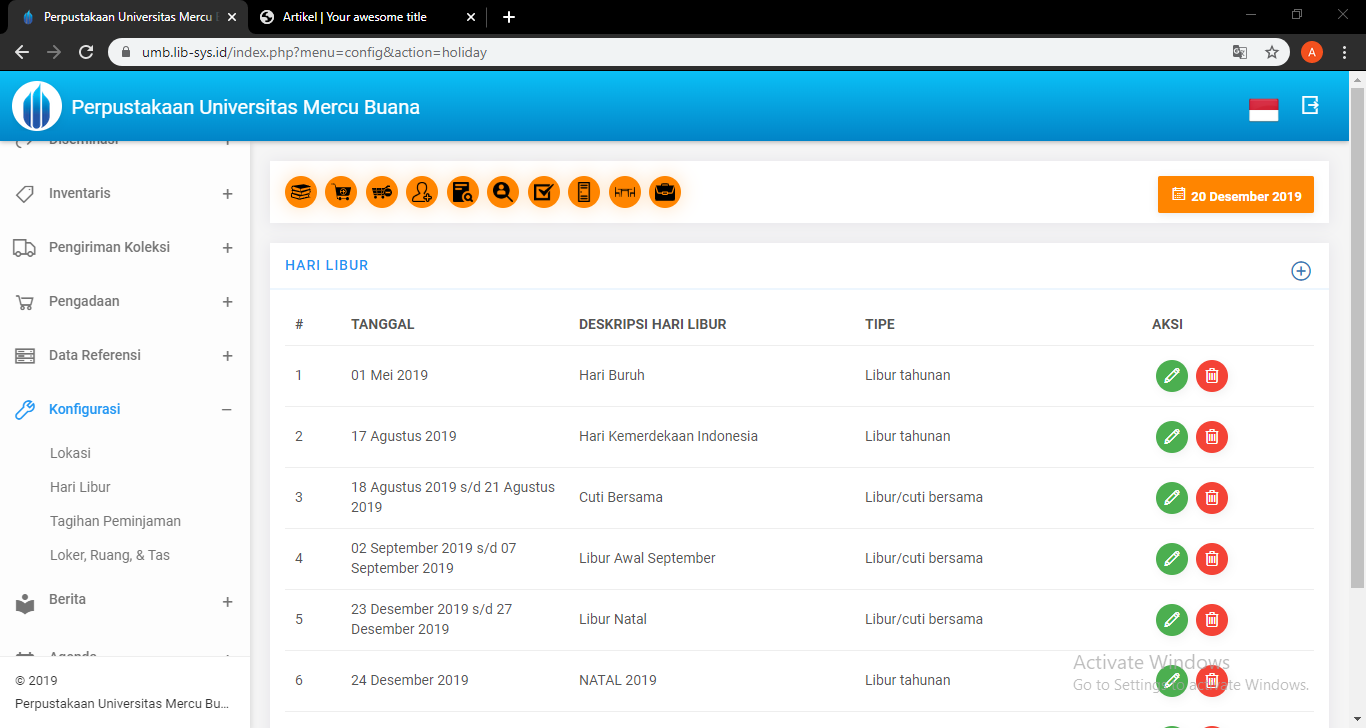 Perpustakaan Universitas Mercu
Artikel | Your awesome title
umb.lib-sys.id/index.php?menu=config&action=holiday
A
Perpustakaan Universitas Mercu Buana
Diseminasi +
Inventaris +
Pengiriman Koleksi +
Pengadaan +
Data Referensi +
Konfigurasi −
Lokasi
Hari Libur
Tagihan Peminjaman
Loker, Ruang, & Tas
Berita +
Agenda
© 2019
Perpustakaan Universitas Mercu Bu...
20 Desember 2019
HARI LIBUR
# TANGGAL DESKRIPSI HARI LIBUR TIPE AKSI
1 01 Mei 2019 Hari Buruh Libur tahunan
2 17 Agustus 2019 Hari Kemerdekaan Indonesia Libur tahunan
3 18 Agustus 2019 s/d 21 Agustus 2019 Cuti Bersama Libur/cuti bersama
4 02 September 2019 s/d 07 September 2019 Libur Awal September Libur/cuti bersama
5 23 Desember 2019 s/d 27 Desember 2019 Libur Natal Libur/cuti bersama
6 24 Desember 2019 NATAL 2019 Libur tahunan
Activate Windows
Go to Settings to activate Windows.